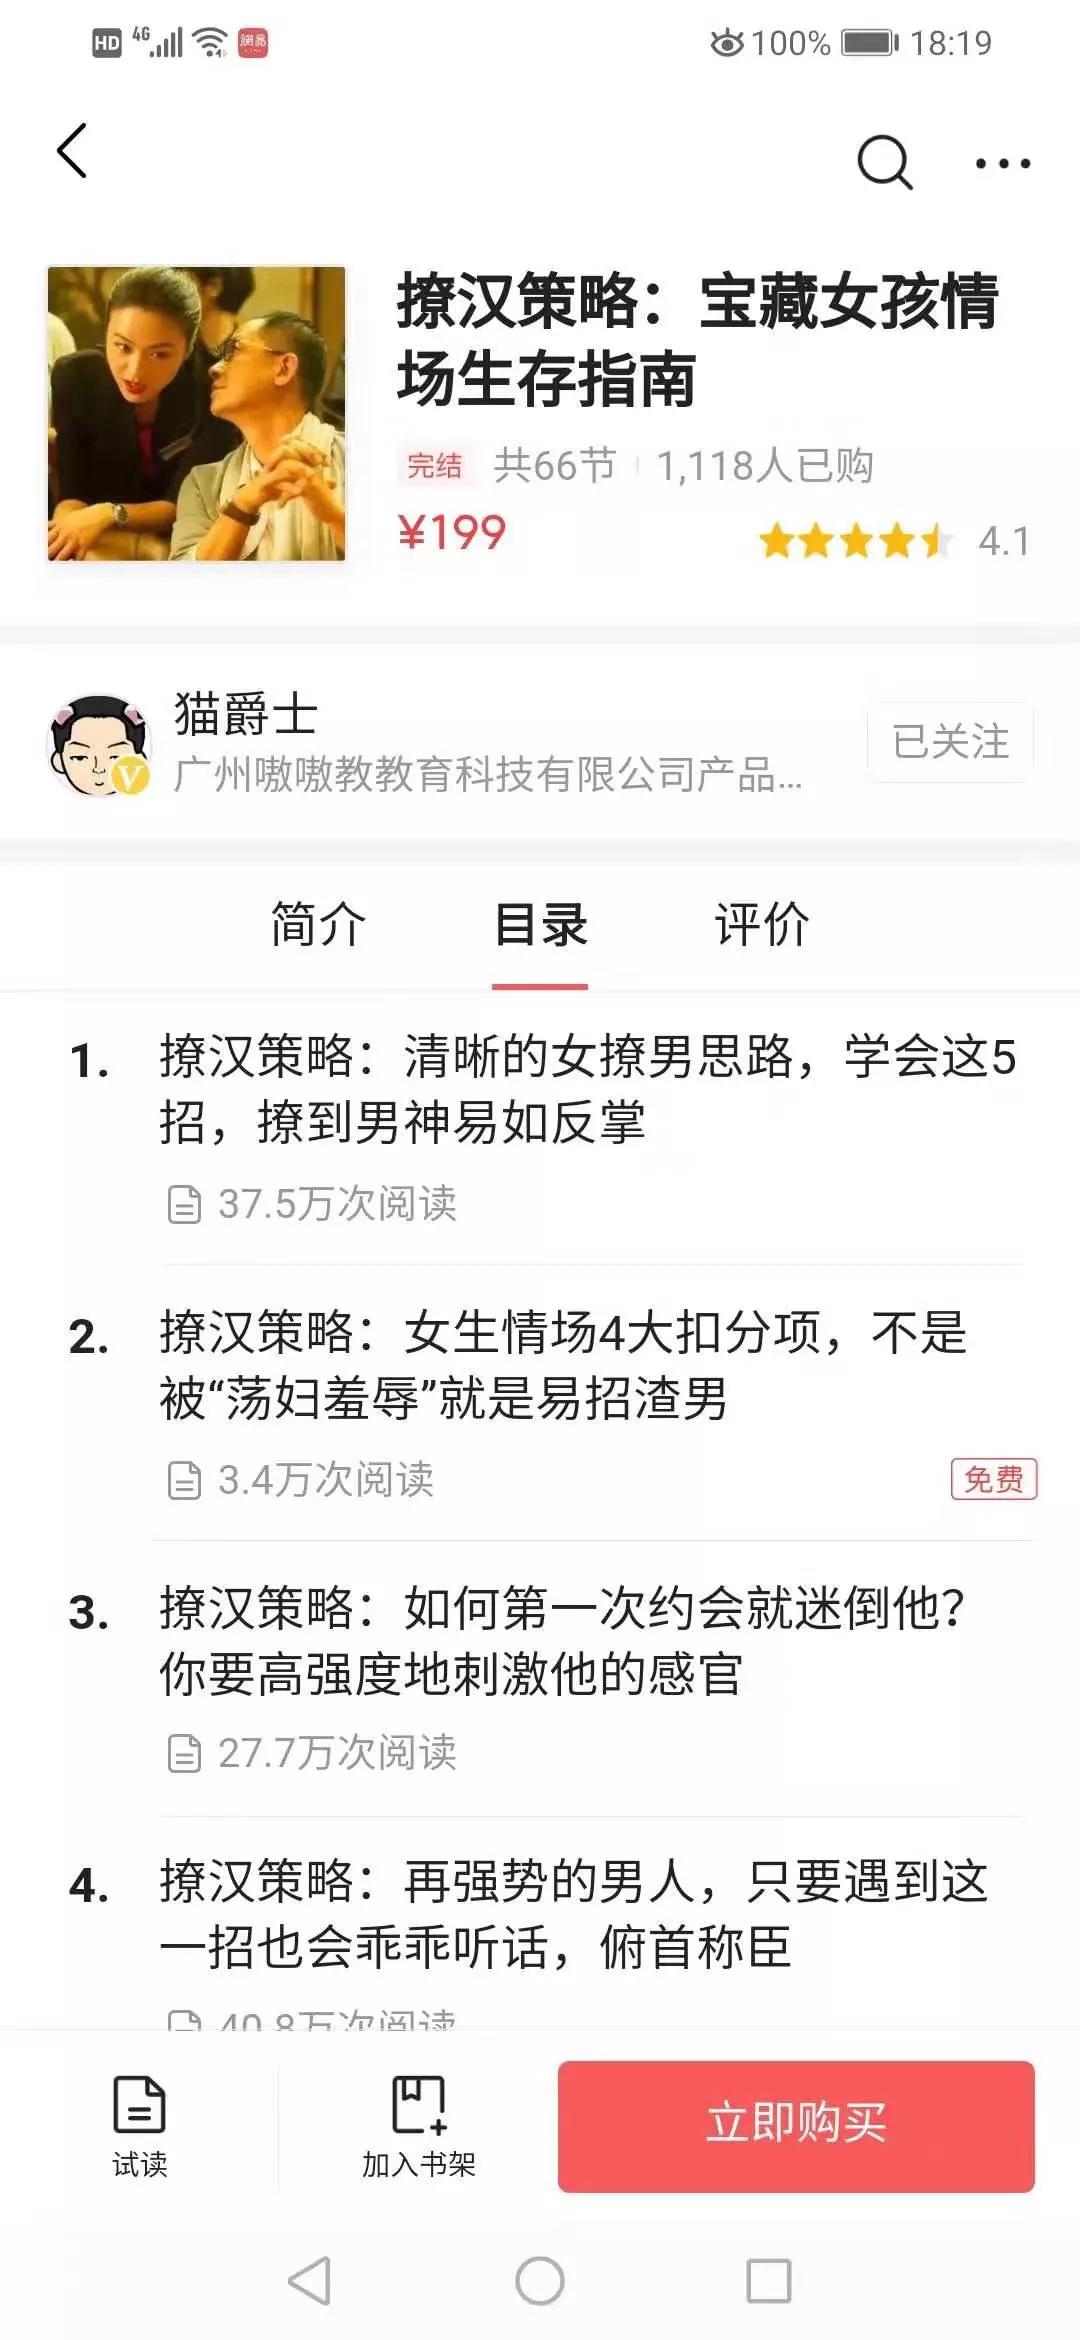 HD 4G 網易 100% 18:19
撩汉策略：宝藏女孩情
场生存指南
完结 共66节 1,118人已购
¥199 4.1
猫爵士
V 广州嗷嗷教教育科技有限公司产品... 已关注
简介 目录 评价
1. 撩汉策略：清晰的女撩男思路，学会这5
招，撩到男神易如反掌
37.5万次阅读
2. 撩汉策略：女生情场4大扣分项，不是
被“荡妇羞辱”就是易招渣男
3.4万次阅读 免费
3. 撩汉策略：如何第一次约会就迷倒他？
你要高强度地刺激他的感官
27.7万次阅读
4. 撩汉策略：再强势的男人，只要遇到这
一招也会乖乖听话，俯首称臣
40.8万次阅读
试读 加入书架 立即购买